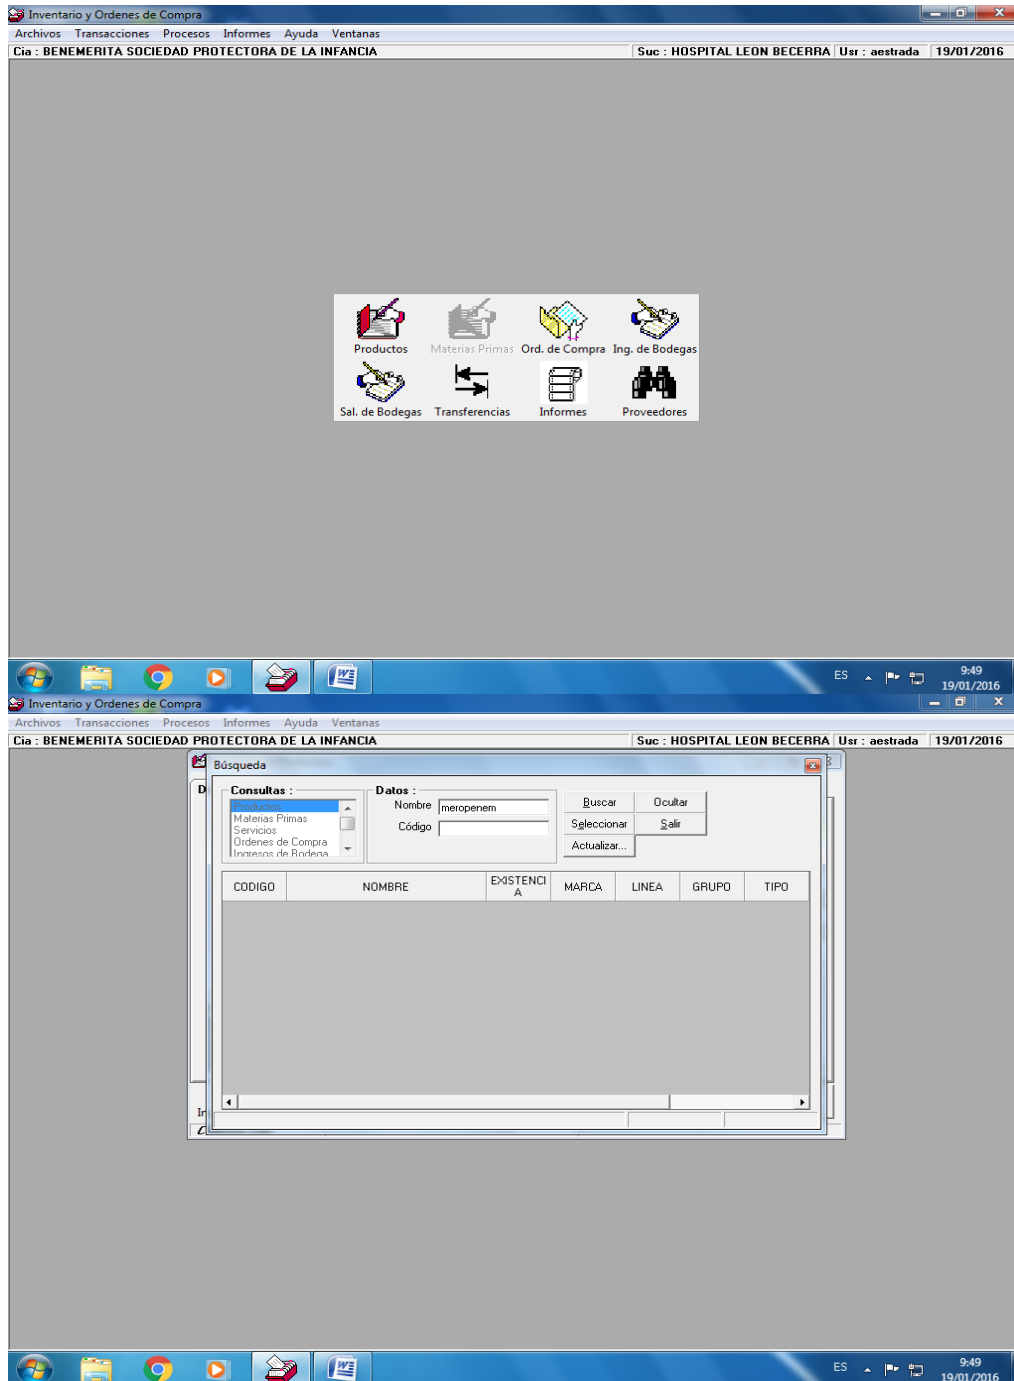 Inventario y Ordenes de Compra
Archivos Transacciones Procesos Informes Ayuda Ventanas
Cia : BENEMERITA SOCIEDAD PROTECTORA DE LA INFANCIA Suc : HOSPITAL LEON BECERRA Usr : aestrada 19/01/2016
Productos Materias Primas Ord. de Compra Ing. de Bodegas
Sal. de Bodegas Transferencias Informes Proveedores
ES 9:49
19/01/2016
Inventario y Ordenes de Compra
Archivos Transacciones Procesos Informes Ayuda Ventanas
Cia : BENEMERITA SOCIEDAD PROTECTORA DE LA INFANCIA Suc : HOSPITAL LEON BECERRA Usr : aestrada 19/01/2016
Búsqueda
Consultas : Datos :
Productos Nombre meropenem Buscar Ocultar
Materias Primas
Servicios Código Seleccionar Salir
Ordenes de Compra
Ingresos de Bodega Actualizar...
CODIGO NOMBRE EXISTENCIA MARCA LINEA GRUPO TIPO
ES 9:49
19/01/2016